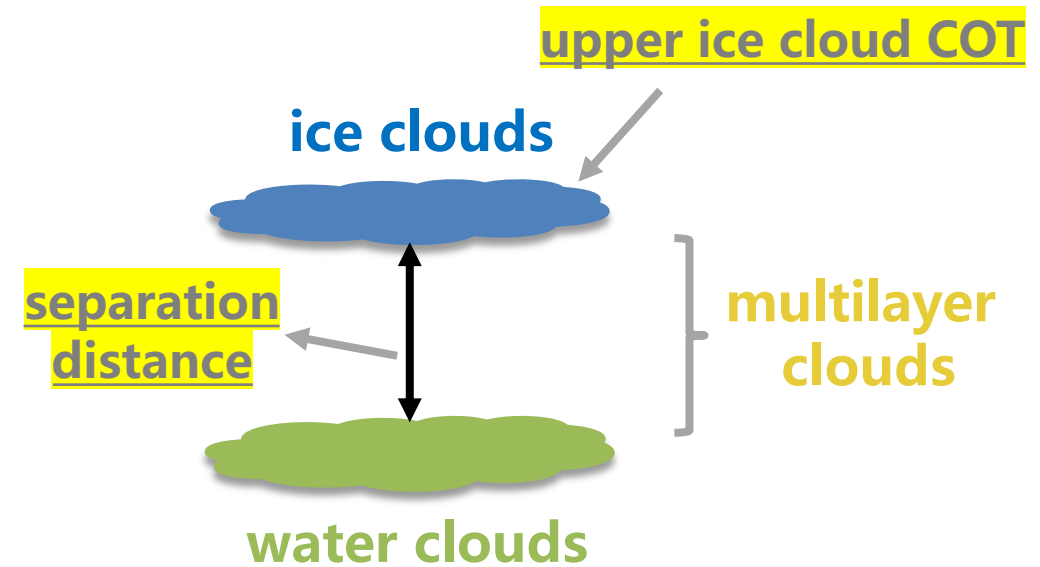 upper ice cloud COT
ice clouds
separation
distance
multilayer
clouds
water clouds